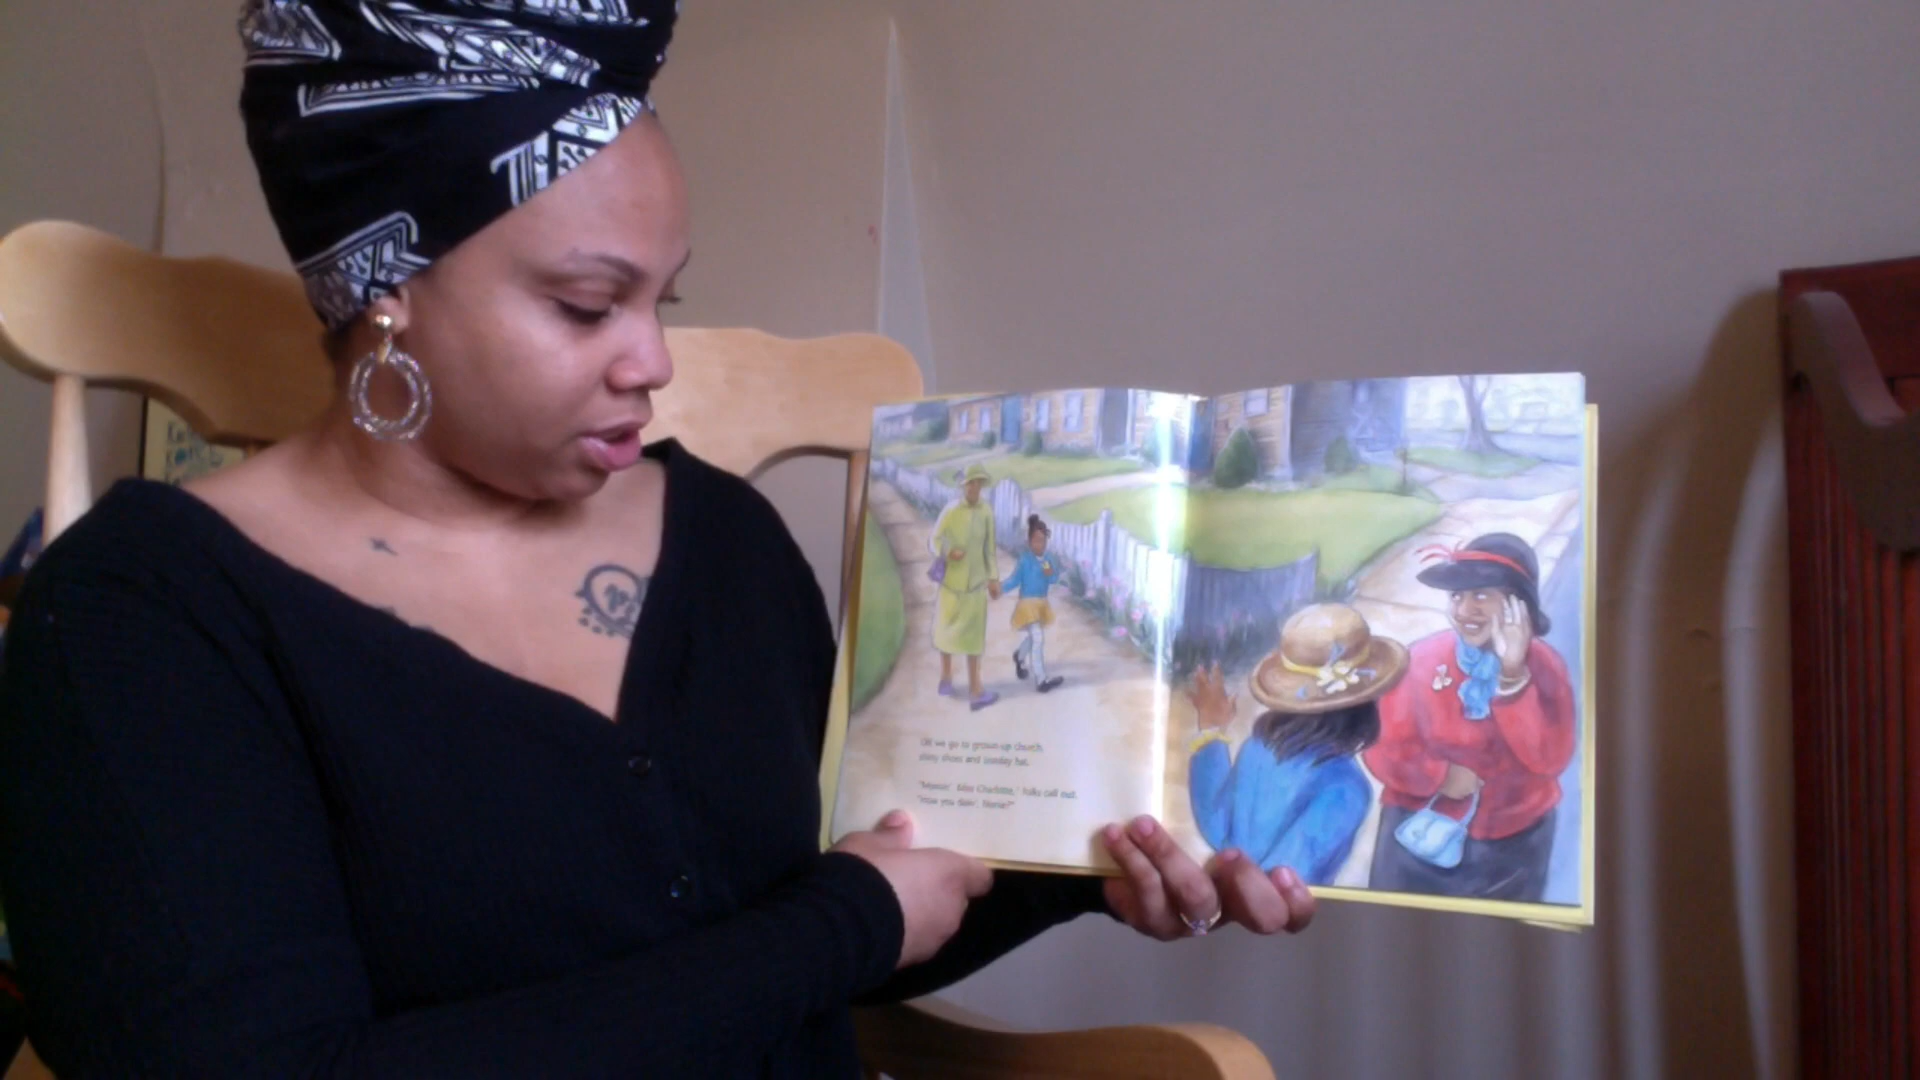 Off we go to grown-up church,
shiny shoes and Sunday hat.
"Mornin', Miss Charlotte," folks call out.
"How you doin', Nana?"